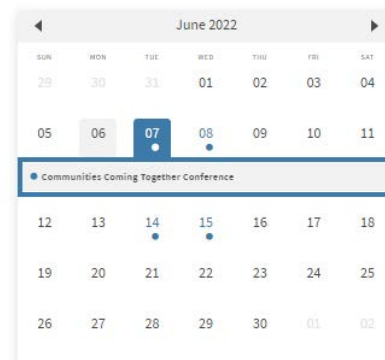 June 2022
SUN MON TUE WED THU FRI SAT
29 30 31 01 02 03 04
05 06 07 08 09 10 11
Communities Coming Together Conference
12 13 14 15 16 17 18
19 20 21 22 23 24 25
26 27 28 29 30 01 02